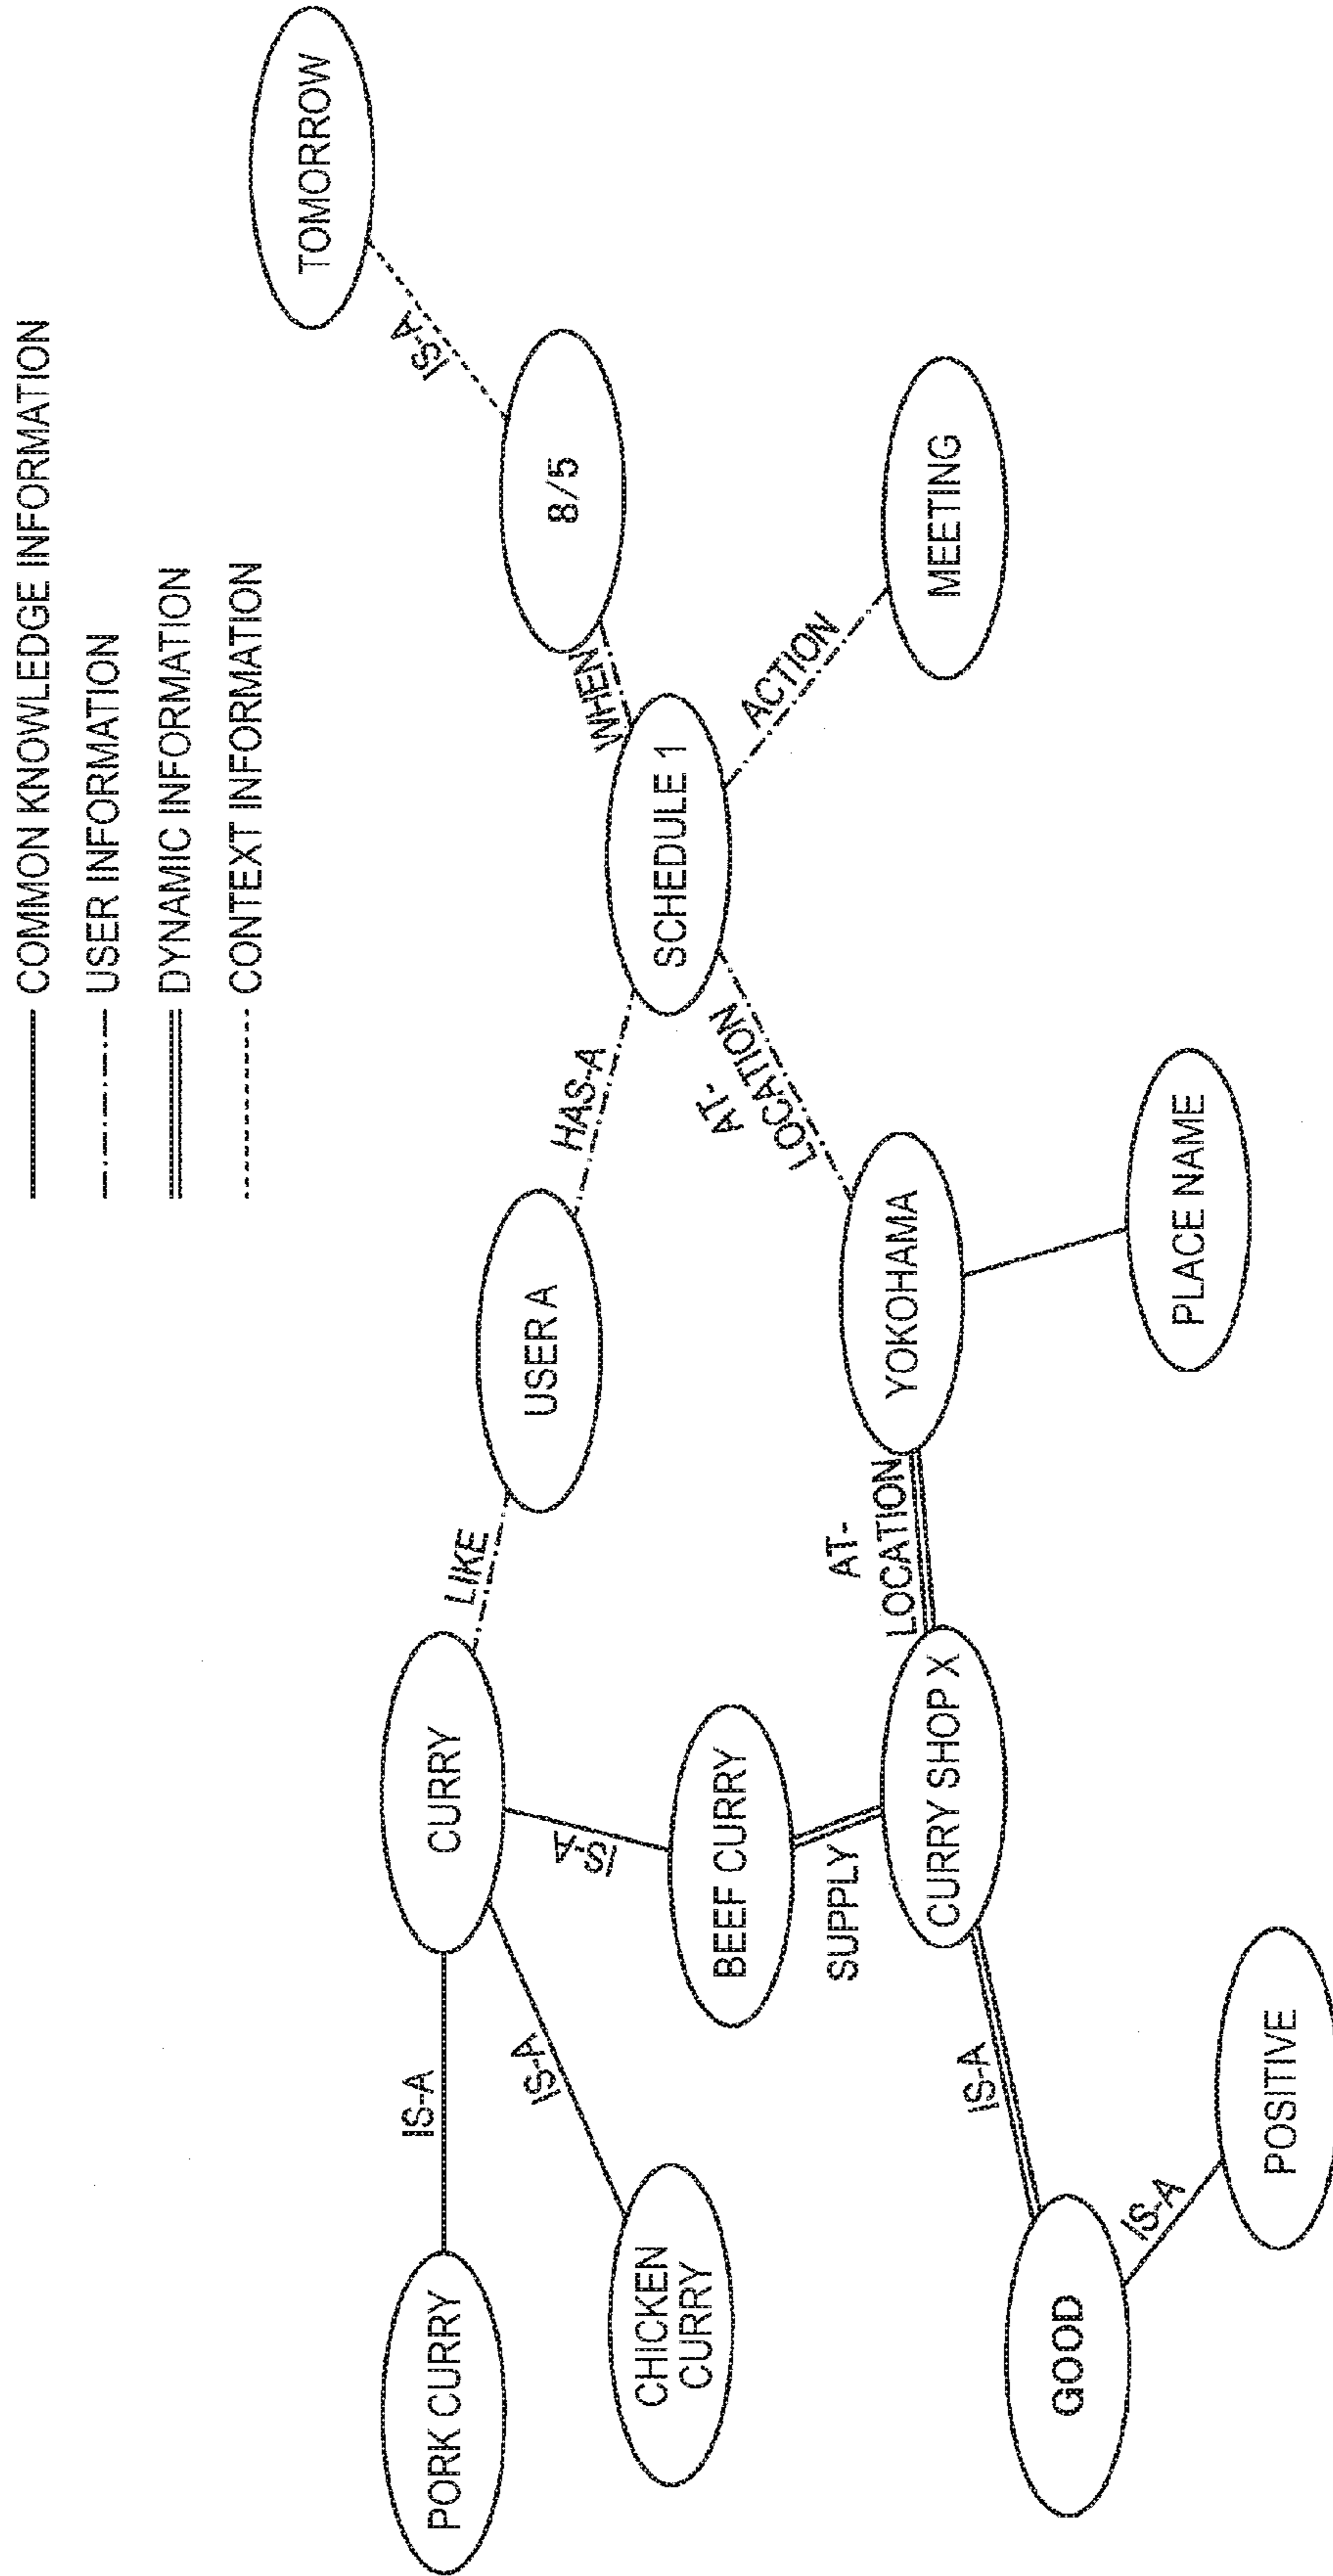 COMMON KNOWLEDGE INFORMATION
USER INFORMATION
DYNAMIC INFORMATION
CONTEXT INFORMATION
TOMORROW
IS-A
8/5
WHEN
SCHEDULE 1
ACTION
MEETING
HAS-A
USER A
AT-
LOCATION
LIKE
CURRY
YOKOHAMA
PLACE NAME
AT-
LOCATION
IS-A
PORK CURRY
IS-A
CHICKEN
CURRY
IS-A
BEEF CURRY
SUPPLY
CURRY SHOP X
IS-A
GOOD
IS-A
POSITIVE